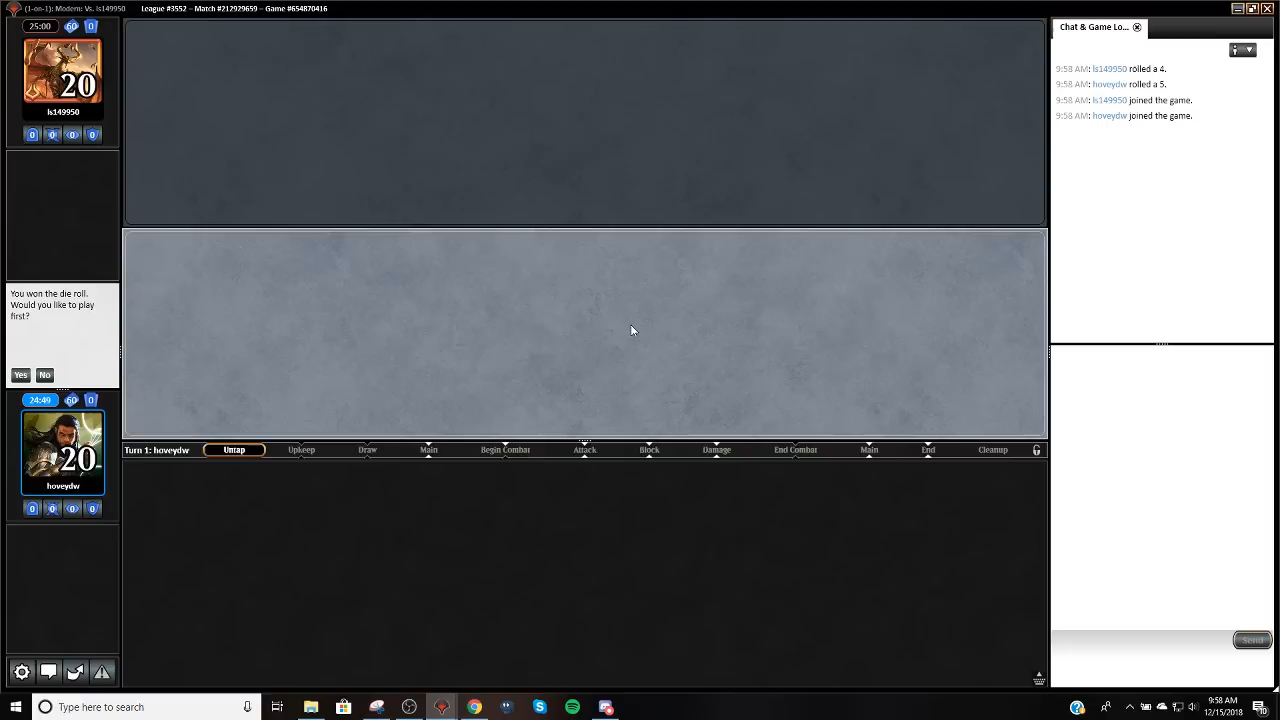 (1-on-1): Modern: Vs. ls149950 League #3552 – Match #212929659 – Game #654870416
25:00 60 0
20
ls149950
0 0 0 0
Chat & Game Lo...
9:58 AM: ls149950 rolled a 4.
9:58 AM: hoveydw rolled a 5.
9:58 AM: ls149950 joined the game.
9:58 AM: hoveydw joined the game.
You won the die roll.
Would you like to play
first?
Yes No
24:49 60 0
20
hoveydw
0 0 0 0
Turn 1: hoveydw Untap Upkeep Draw Main Begin Combat Attack Block Damage End Combat Main End Cleanup
Send
Type here to search
9:58 AM
12/15/2018
10